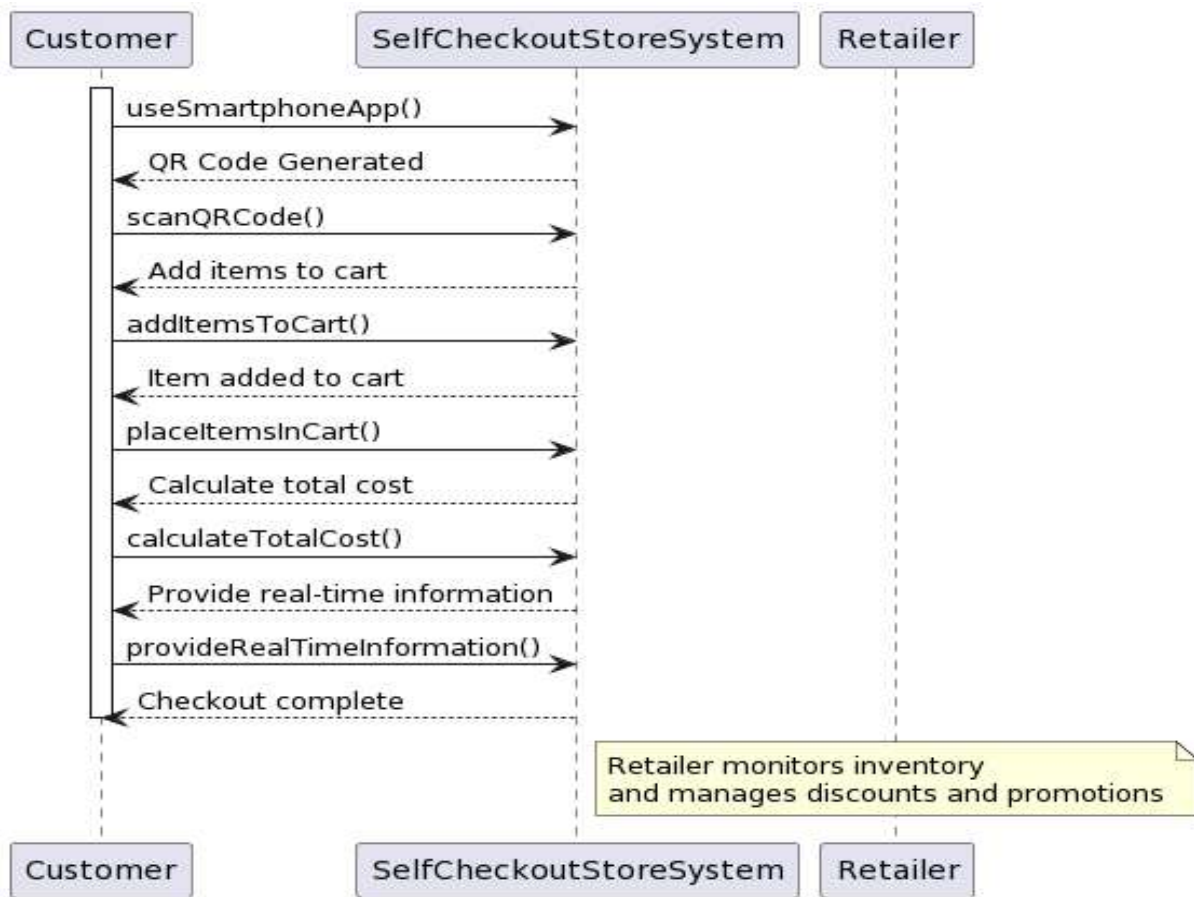 Customer
SelfCheckoutStoreSystem
Retailer
useSmartphoneApp()
QR Code Generated
scanQRCode()
Add items to cart
addItemsToCart()
Item added to cart
placeItemsInCart()
Calculate total cost
calculateTotalCost()
Provide real-time information
provideRealTimeInformation()
Checkout complete
Retailer monitors inventory
and manages discounts and promotions
Customer
SelfCheckoutStoreSystem
Retailer